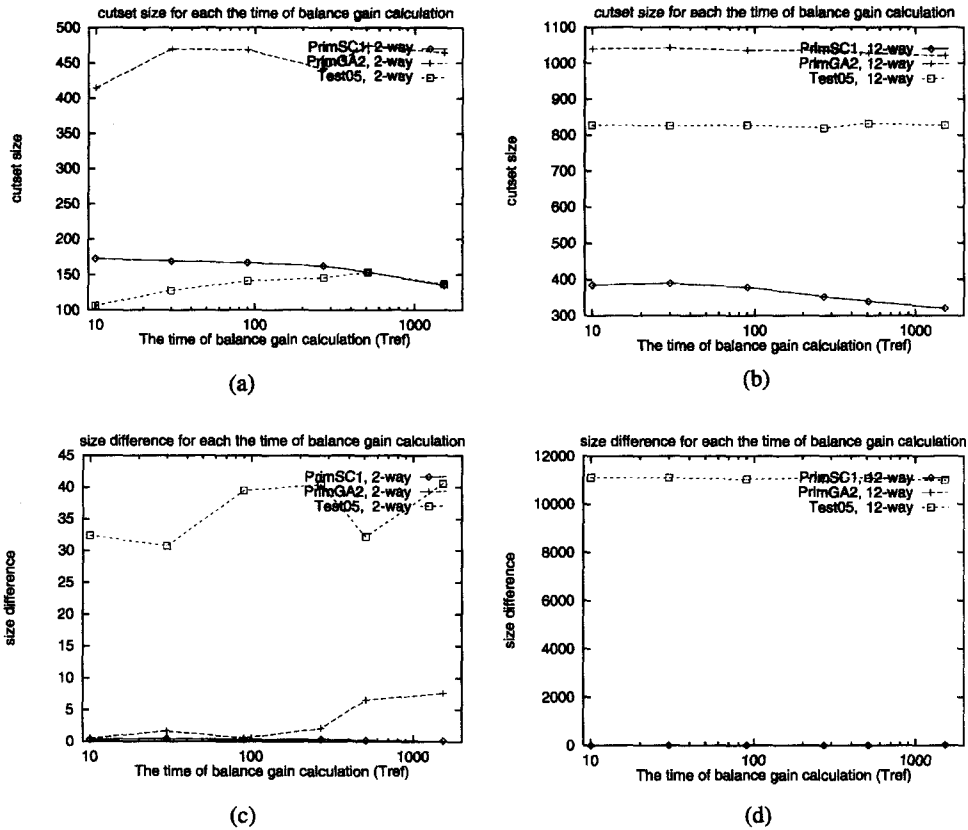 cutset size for each the time of balance gain calculation
500
450
400
350
300
250
200
150
100
cutset size
PrimSC1, 2-way
PrimGA2, 2-way
Test05, 2-way
10
100
1000
The time of balance gain calculation (Tref)
(a)
cutset size for each the time of balance gain calculation
1100
1000
900
800
700
600
500
400
300
cutset size
PrimSC1, 12-way
PrimGA2, 12-way
Test05, 12-way
10
100
1000
The time of balance gain calculation (Tref)
(b)
size difference for each the time of balance gain calculation
45
40
35
30
25
20
15
10
5
0
size difference
PrimSC1, 2-way
PrimGA2, 2-way
Test05, 2-way
10
100
1000
The time of balance gain calculation (Tref)
(c)
size difference for each the time of balance gain calculation
12000
10000
8000
6000
4000
2000
0
size difference
PrimSC1, 12-way
PrimGA2, 12-way
Test05, 12-way
10
100
1000
The time of balance gain calculation (Tref)
(d)